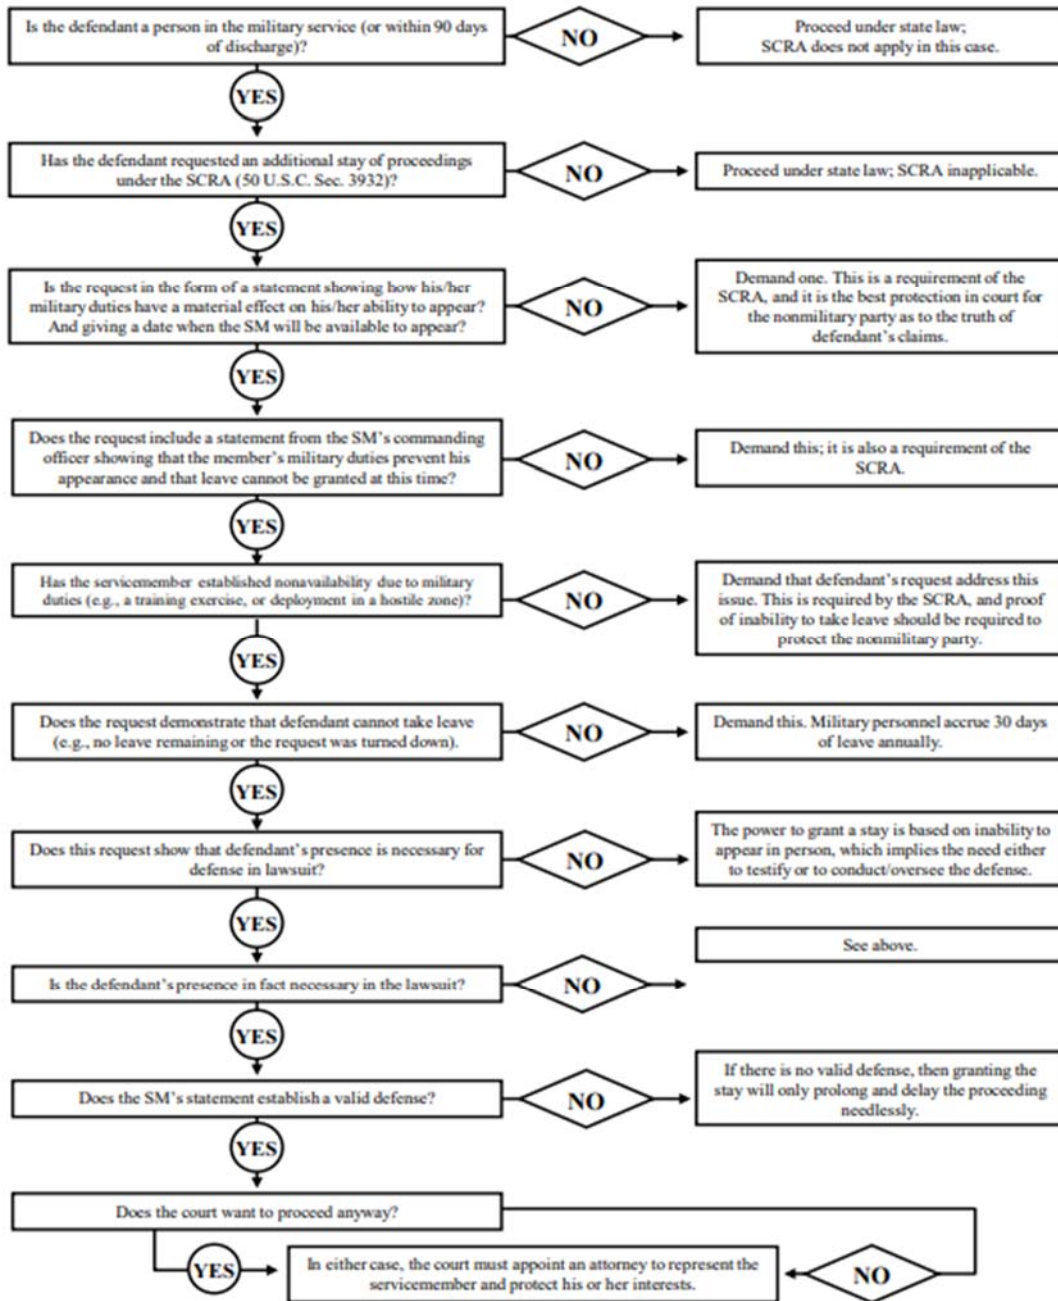 Is the defendant a person in the military service (or within 90 days
of discharge)?
NO
Proceed under state law;
SCRA does not apply in this case.
YES
Has the defendant requested an additional stay of proceedings
under the SCRA (50 U.S.C. Sec. 3932)?
NO
Proceed under state law; SCRA inapplicable.
YES
Is the request in the form of a statement showing how his/her
military duties have a material effect on his/her ability to appear?
And giving a date when the SM will be available to appear?
NO
Demand one. This is a requirement of the
SCRA, and it is the best protection in court for
the nonmilitary party as to the truth of
defendant's claims.
YES
Does the request include a statement from the SM's commanding
officer showing that the member's military duties prevent his
appearance and that leave cannot be granted at this time?
NO
Demand this; it is also a requirement of the
SCRA.
YES
Has the servicemember established nonavailability due to military
duties (e.g., a training exercise, or deployment in a hostile zone)?
NO
Demand that defendant's request address this
issue. This is required by the SCRA, and proof
of inability to take leave should be required to
protect the nonmilitary party.
YES
Does the request demonstrate that defendant cannot take leave
(e.g., no leave remaining or the request was turned down).
NO
Demand this. Military personnel accrue 30 days
of leave annually.
YES
Does this request show that defendant's presence is necessary for
defense in lawsuit?
NO
The power to grant a stay is based on inability to
appear in person, which implies the need either
to testify or to conduct/oversee the defense.
YES
Is the defendant's presence in fact necessary in the lawsuit?
NO
See above.
YES
Does the SM's statement establish a valid defense?
NO
If there is no valid defense, then granting the
stay will only prolong and delay the proceeding
needlessly.
YES
Does the court want to proceed anyway?
YES
In either case, the court must appoint an attorney to represent the
servicemember and protect his or her interests.
NO